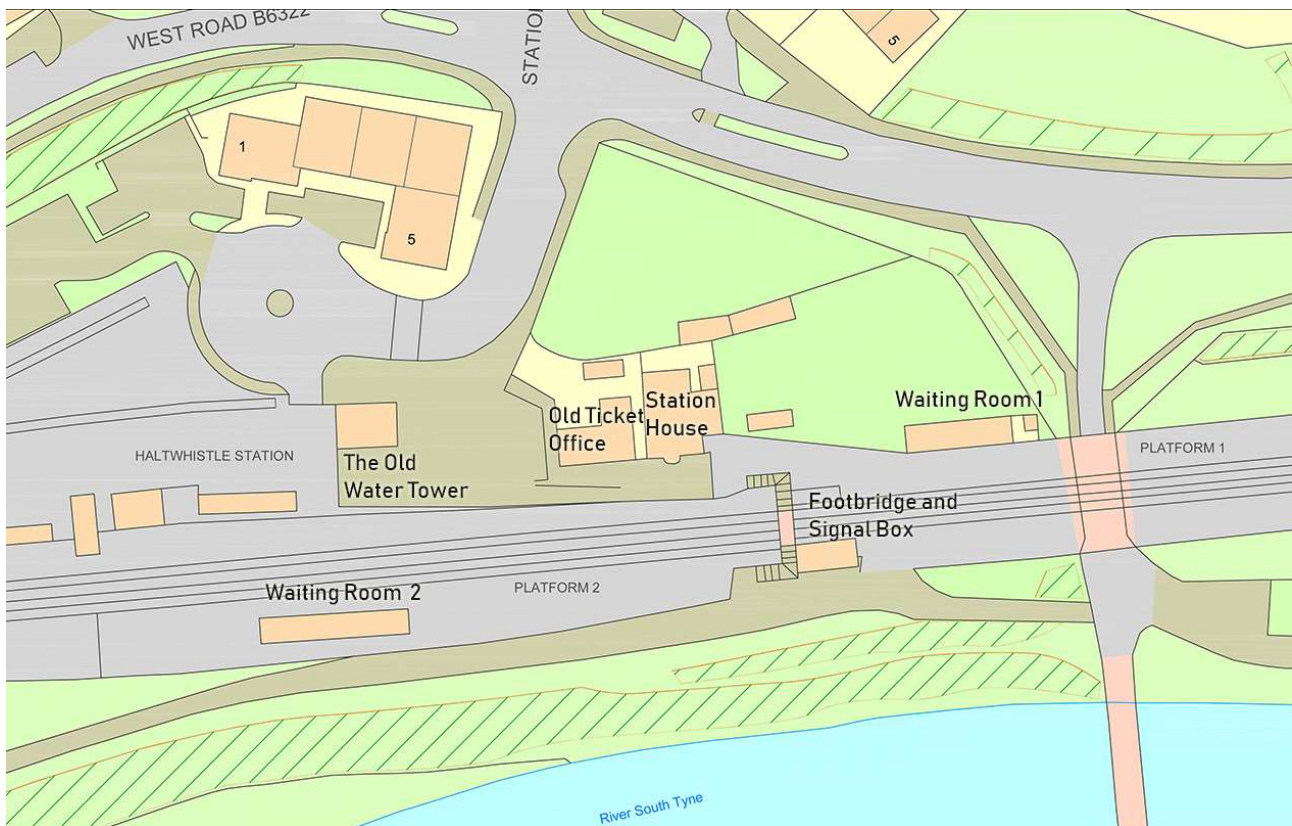 WEST ROAD B6322
STATIO
5
1
5
Waiting Room 1
Old Ticket
Office
Station
House
HALTWHISTLE STATION
The Old
Water Tower
PLATFORM 1
Footbridge and
Signal Box
Waiting Room 2
PLATFORM 2
River South Tyne